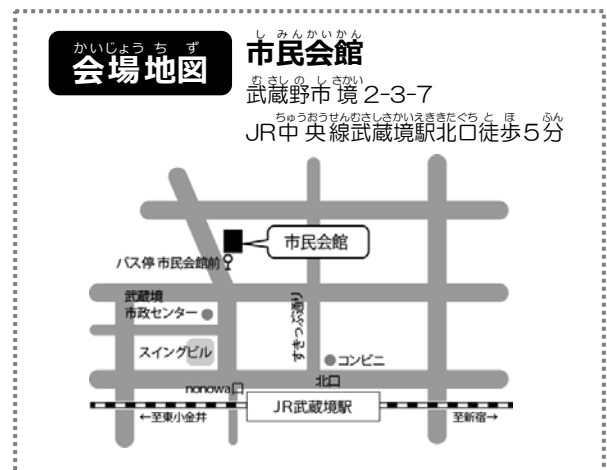 かいじょうちず
会場地図
しみんかいかん
市民会館
むさしのしさかい
武蔵野市境2-3-7
ちゅうおうせんむさしさかいえききたぐちとほ ふん
JR中央線武蔵境駅北口徒歩5分
市民会館
バス停 市民会館前
武蔵境
市政センター
すきっぷ通り
スイングビル
コンビニ
北口
nonowa口
JR武蔵境駅
←至東小金井
至新宿→